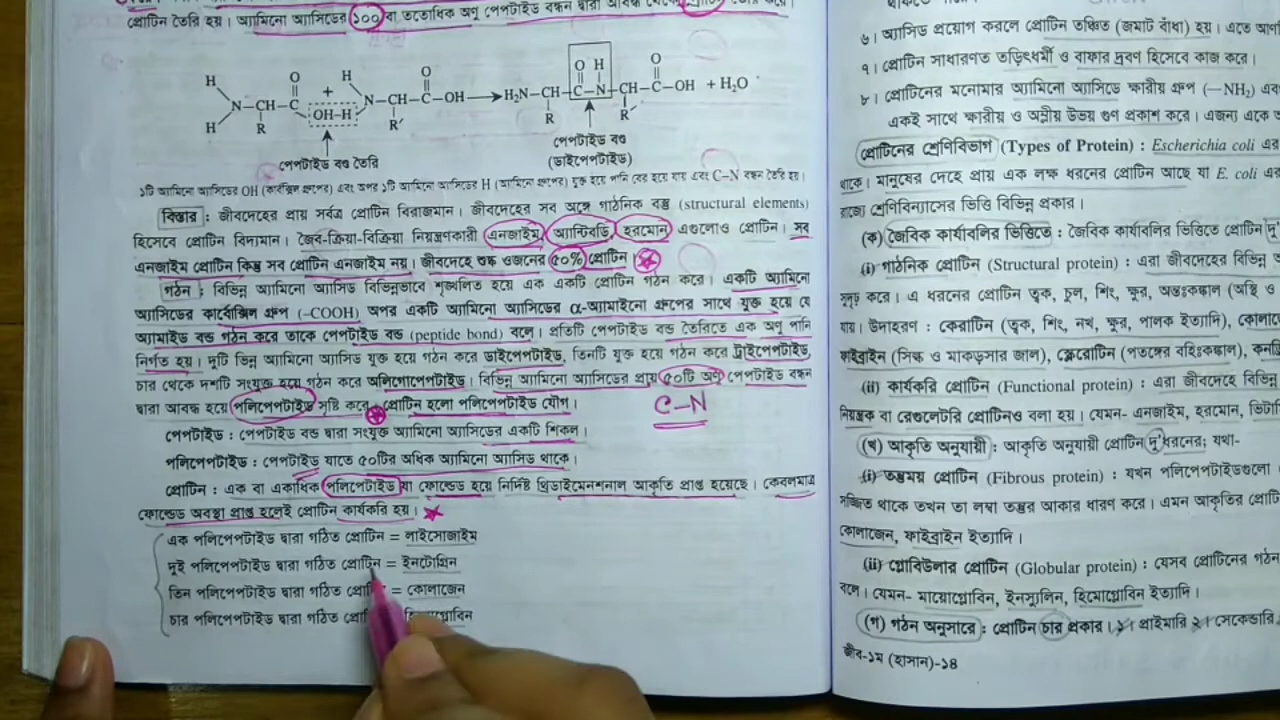 প্রোটিন তৈরি হয়। অ্যামিনো অ্যাসিডের ১০০ বা ততোধিক অণু পেপটাইড বন্ধন দ্বারা আবদ্ধ
H O H O O H O
N—CH—C + N—CH—C—OH → H₂N—CH—C—N—CH—C—OH + H₂O
H R OH—H R′ R R′
পেপটাইড বণ্ড তৈরি
পেপটাইড বণ্ড
(ডাইপেপটাইড)
১টি অ্যামিনো অ্যাসিডের OH (কার্বক্সিল গ্রুপের) এবং অপর ১টি অ্যামিনো অ্যাসিডের H (অ্যামিনো গ্রুপের) যুক্ত হয়ে পানি বের হয়ে যায় এবং C–N বন্ধন তৈরি হয়।
বিস্তার : জীবদেহের প্রায় সর্বত্র প্রোটিন বিরাজমান। জীবদেহের সব অঙ্গে গাঠনিক বস্তু (structural elements)
হিসেবে প্রোটিন বিদ্যমান। জৈব-ক্রিয়া-বিক্রিয়া নিয়ন্ত্রণকারী এনজাইম, অ্যান্টিবডি, হরমোন এগুলোও প্রোটিন। সব
এনজাইম প্রোটিন কিন্তু সব প্রোটিন এনজাইম নয়। জীবদেহে শুষ্ক ওজনের ৫০% প্রোটিন।
গঠন : বিভিন্ন অ্যামিনো অ্যাসিড বিভিন্নভাবে শৃঙ্খলিত হয়ে এক একটি প্রোটিন গঠন করে। একটি অ্যামিনো
অ্যাসিডের কার্বোক্সিল গ্রুপ (–COOH) অপর একটি অ্যামিনো অ্যাসিডের α-অ্যামাইনো গ্রুপের সাথে যুক্ত হয়ে যে
অ্যামাইড বন্ড গঠন করে তাকে পেপটাইড বন্ড (peptide bond) বলে। প্রতিটি পেপটাইড বন্ড তৈরিতে এক অণু পানি
নির্গত হয়। দুটি ভিন্ন অ্যামিনো অ্যাসিড যুক্ত হয়ে গঠন করে ডাইপেপটাইড, তিনটি যুক্ত হয়ে গঠন করে ট্রাইপেপটাইড,
চার থেকে দশটি সংযুক্ত হয়ে গঠন করে অলিগোপেপটাইড। বিভিন্ন অ্যামিনো অ্যাসিডের প্রায় ৫০টি অণু পেপটাইড বন্ধন
দ্বারা আবদ্ধ হয়ে পলিপেপটাইড সৃষ্টি করে। প্রোটিন হলো পলিপেপটাইড যৌগ।
C–N
পেপটাইড : পেপটাইড বন্ড দ্বারা সংযুক্ত অ্যামিনো অ্যাসিডের একটি শিকল।
পলিপেপটাইড : পেপটাইড যাতে ৫০টির অধিক অ্যামিনো অ্যাসিড থাকে।
প্রোটিন : এক বা একাধিক পলিপেপটাইড যা ফোল্ডেড হয়ে নির্দিষ্ট থ্রিডাইমেনশনাল আকৃতি প্রাপ্ত হয়েছে। কেবলমাত্র
ফোল্ডেড অবস্থা প্রাপ্ত হলেই প্রোটিন কার্যকরি হয়।
এক পলিপেপটাইড দ্বারা গঠিত প্রোটিন = লাইসোজাইম
দুই পলিপেপটাইড দ্বারা গঠিত প্রোটিন = ইনটেগ্রিন
তিন পলিপেপটাইড দ্বারা গঠিত = কোলাজেন
চার পলিপেপটাইড দ্বারা গঠিত
৬। অ্যাসিড প্রয়োগ করলে প্রোটিন তঞ্চিত (জমাট বাঁধা) হয়। এতে
৭। প্রোটিন সাধারণত তড়িৎধর্মী ও বাফার দ্রবণ হিসেবে কাজ করে।
৮। প্রোটিনের মনোমার অ্যামিনো অ্যাসিডে ক্ষারীয় গ্রুপ (—NH₂)
একই সাথে ক্ষারীয় ও অম্লীয় উভয় গুণ প্রকাশ করে। এজন্য একে
প্রোটিনের শ্রেণিবিভাগ (Types of Protein) : Escherichia coli এর
থাকে। মানুষের দেহে প্রায় এক লক্ষ ধরনের প্রোটিন আছে যা E. coli এর
রাজ্যে শ্রেণিবিন্যাসের ভিত্তি বিভিন্ন প্রকার।
(ক) জৈবিক কার্যাবলির ভিত্তিতে : জৈবিক কার্যাবলির ভিত্তিতে প্রোটিন
(i) গাঠনিক প্রোটিন (Structural protein) : এরা জীবদেহের বিভিন্ন
সুদৃঢ় করে। এ ধরনের প্রোটিন ত্বক, চুল, শিং, ক্ষুর, অন্তঃকঙ্কাল (অস্থি ও
যায়। উদাহরণ : কেরাটিন (ত্বক, শিং, নখ, ক্ষুর, পালক ইত্যাদি),
ফাইব্রাইন (সিল্ক ও মাকড়সার জাল), স্ক্লেরোটিন (পতঙ্গের বহিঃকঙ্কাল),
(ii) কার্যকরি প্রোটিন (Functional protein) : এরা জীবদেহে বিভিন্ন
নিয়ন্ত্রক বা রেগুলেটরি প্রোটিনও বলা হয়। যেমন- এনজাইম, হরমোন,
(খ) আকৃতি অনুযায়ী : আকৃতি অনুযায়ী প্রোটিন দু'ধরনের; যথা-
(i) তন্তুময় প্রোটিন (Fibrous protein) : যখন পলিপেপটাইডগুলো
সজ্জিত থাকে তখন তা লম্বা তন্তুর আকার ধারণ করে। এমন আকৃতির
কোলাজেন, ফাইব্রাইন ইত্যাদি।
(ii) গ্লোবিউলার প্রোটিন (Globular protein) : যেসব প্রোটিনের গঠন
বলে। যেমন- মায়োগ্লোবিন, ইনস্যুলিন, হিমোগ্লোবিন ইত্যাদি।
(গ) গঠন অনুসারে : প্রোটিন চার প্রকার। ১। প্রাইমারি ২। সেকেন্ডারি
জীব-১ম (হাসান)-১৪